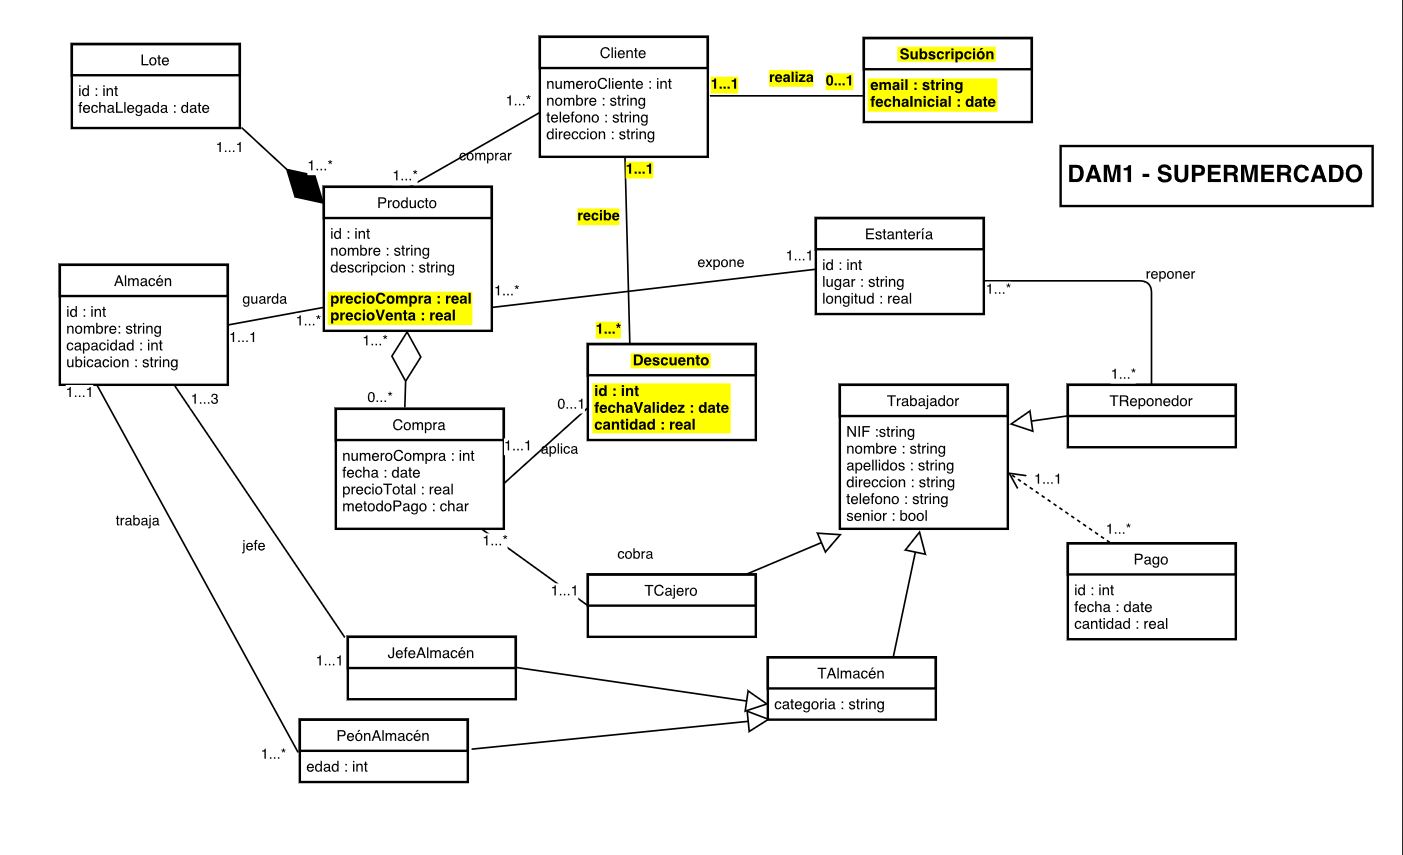 Lote
id : int
fechaLlegada : date
1...1
1...*
Cliente
numeroCliente : int
nombre : string
telefono : string
direccion : string
1...*
comprar
1...*
1...1
realiza
0...1
Subscripción
email : string
fechaInicial : date
DAM1 - SUPERMERCADO
1...1
recibe
1...*
Producto
id : int
nombre : string
descripcion : string
precioCompra : real
precioVenta : real
1...*
expone
1...1
Estantería
id : int
lugar : string
longitud : real
1...*
reponer
1...*
Almacén
id : int
nombre: string
capacidad : int
ubicacion : string
guarda
1...1
1...*
1...*
0...*
Descuento
id : int
fechaValidez : date
cantidad : real
0...1
aplica
1...1
Compra
numeroCompra : int
fecha : date
precioTotal : real
metodoPago : char
1...*
cobra
1...1
Trabajador
NIF :string
nombre : string
apellidos : string
direccion : string
telefono : string
senior : bool
TReponedor
1...1
1...*
Pago
id : int
fecha : date
cantidad : real
1...1
1...3
trabaja
jefe
TCajero
1...1
JefeAlmacén
TAlmacén
categoria : string
1...*
PeónAlmacén
edad : int